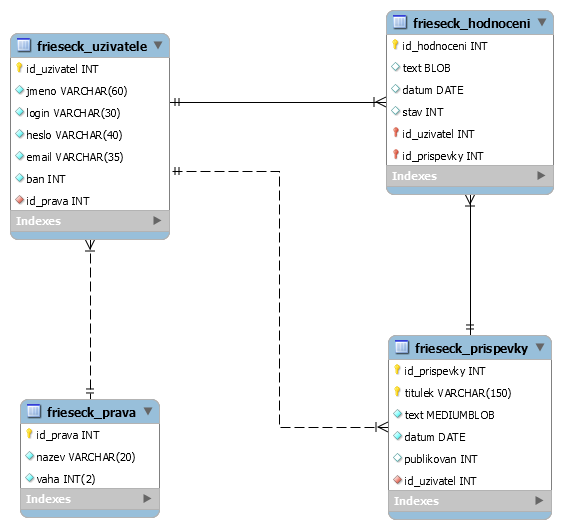 frieseck_uzivatele
id_uzivatel INT
jmeno VARCHAR(60)
login VARCHAR(30)
heslo VARCHAR(40)
email VARCHAR(35)
ban INT
id_prava INT
Indexes
frieseck_hodnoceni
id_hodnoceni INT
text BLOB
datum DATE
stav INT
id_uzivatel INT
id_prispevky INT
Indexes
frieseck_prava
id_prava INT
nazev VARCHAR(20)
vaha INT(2)
Indexes
frieseck_prispevky
id_prispevky INT
titulek VARCHAR(150)
text MEDIUMBLOB
datum DATE
publikovan INT
id_uzivatel INT
Indexes